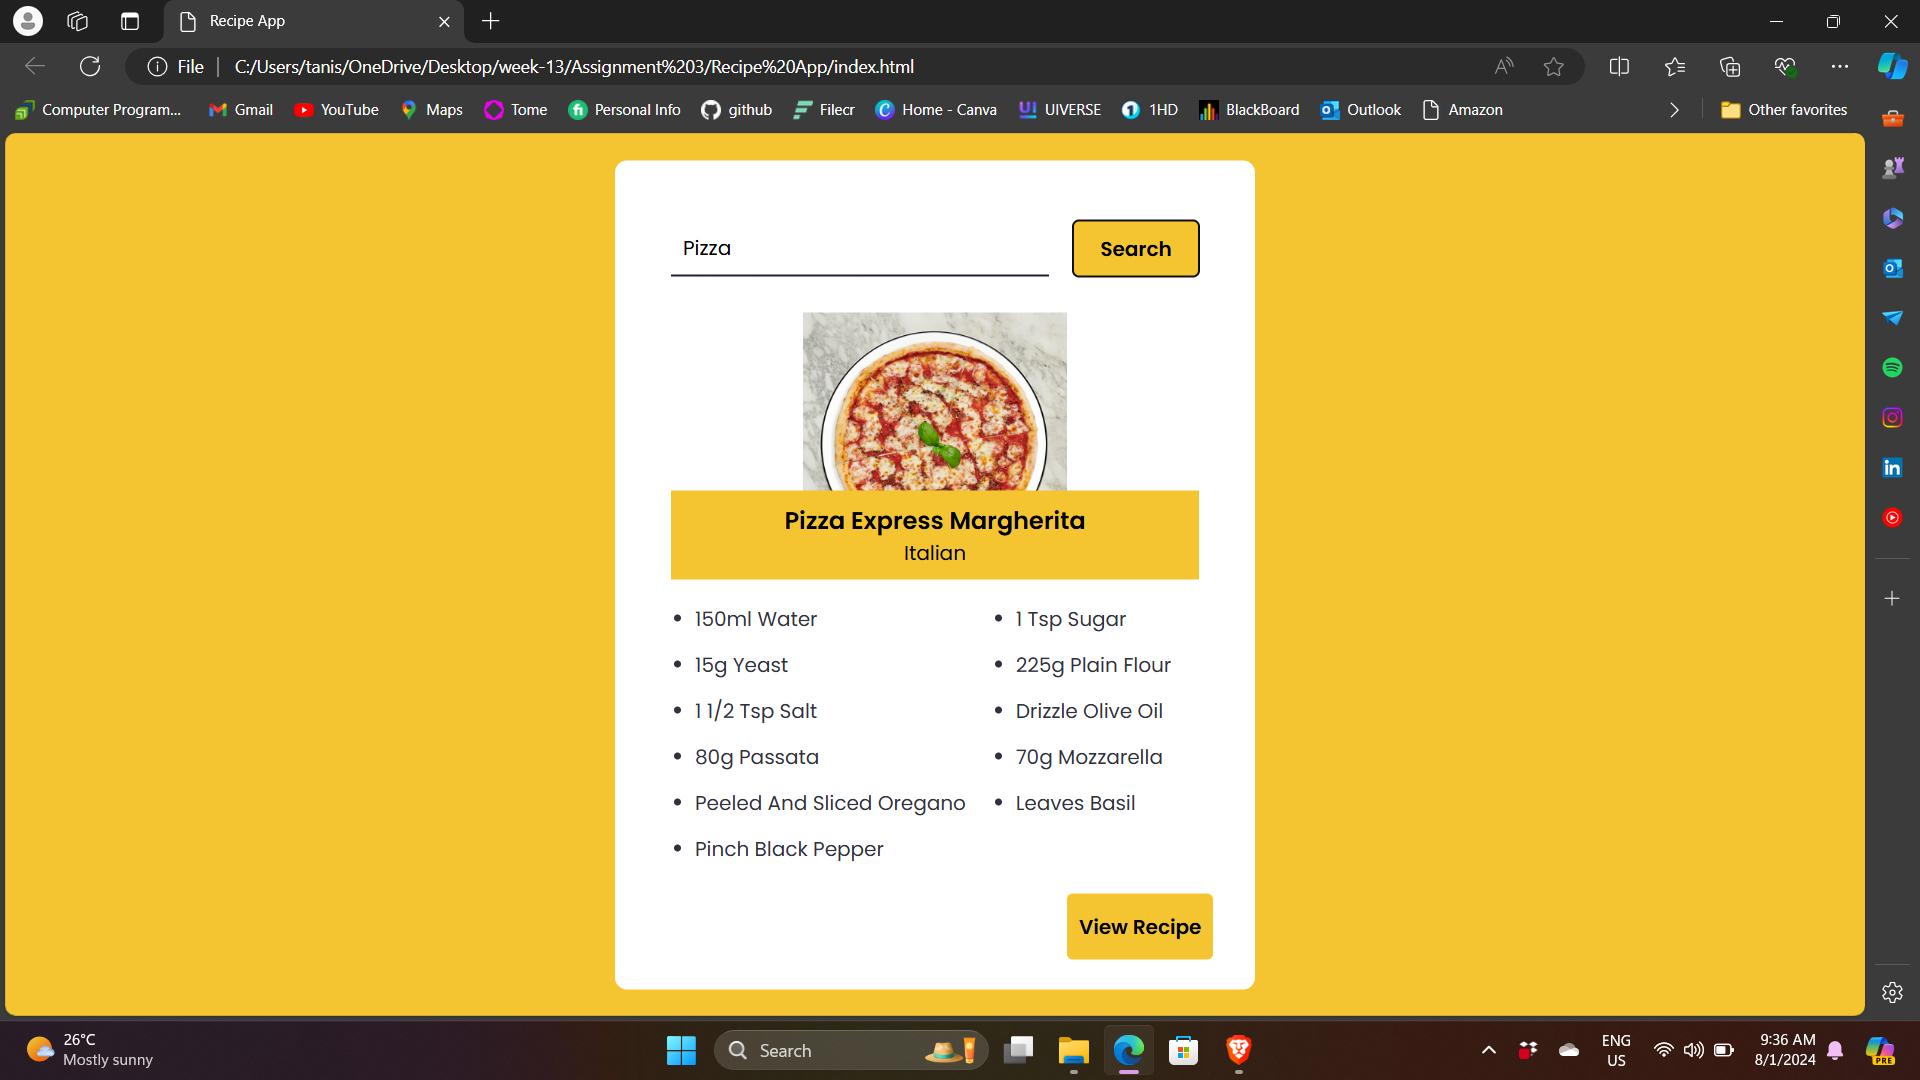 Recipe App
File
C:/Users/tanis/OneDrive/Desktop/week-13/Assignment%203/Recipe%20App/index.html
Computer Program...
Gmail
YouTube
Maps
Tome
Personal Info
github
Filecr
Home - Canva
UIVERSE
1HD
BlackBoard
Outlook
Amazon
Other favorites
Pizza
Search
Pizza Express Margherita
Italian
150ml Water
1 Tsp Sugar
15g Yeast
225g Plain Flour
1 1/2 Tsp Salt
Drizzle Olive Oil
80g Passata
70g Mozzarella
Peeled And Sliced Oregano
Leaves Basil
Pinch Black Pepper
View Recipe
26°C
Mostly sunny
Search
ENG
US
9:36 AM
8/1/2024
PRE